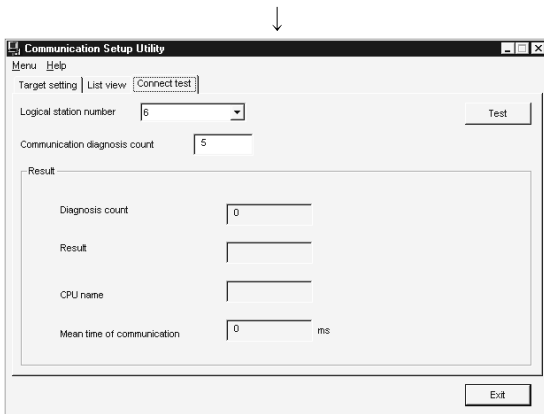 ↓
Communication Setup Utility
Menu Help
Target setting List view Connect test
Logical station number 6 Test
Communication diagnosis count 5
Result
Diagnosis count 0
Result
CPU name
Mean time of communication 0 ms
Exit